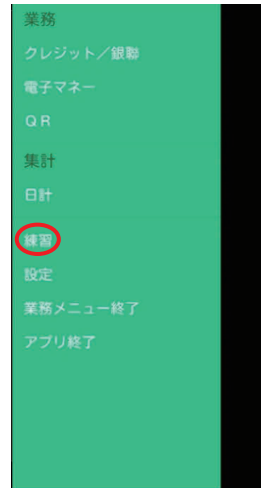 業務
クレジット／銀聯
電子マネー
ＱＲ
集計
日計
練習
設定
業務メニュー終了
アプリ終了